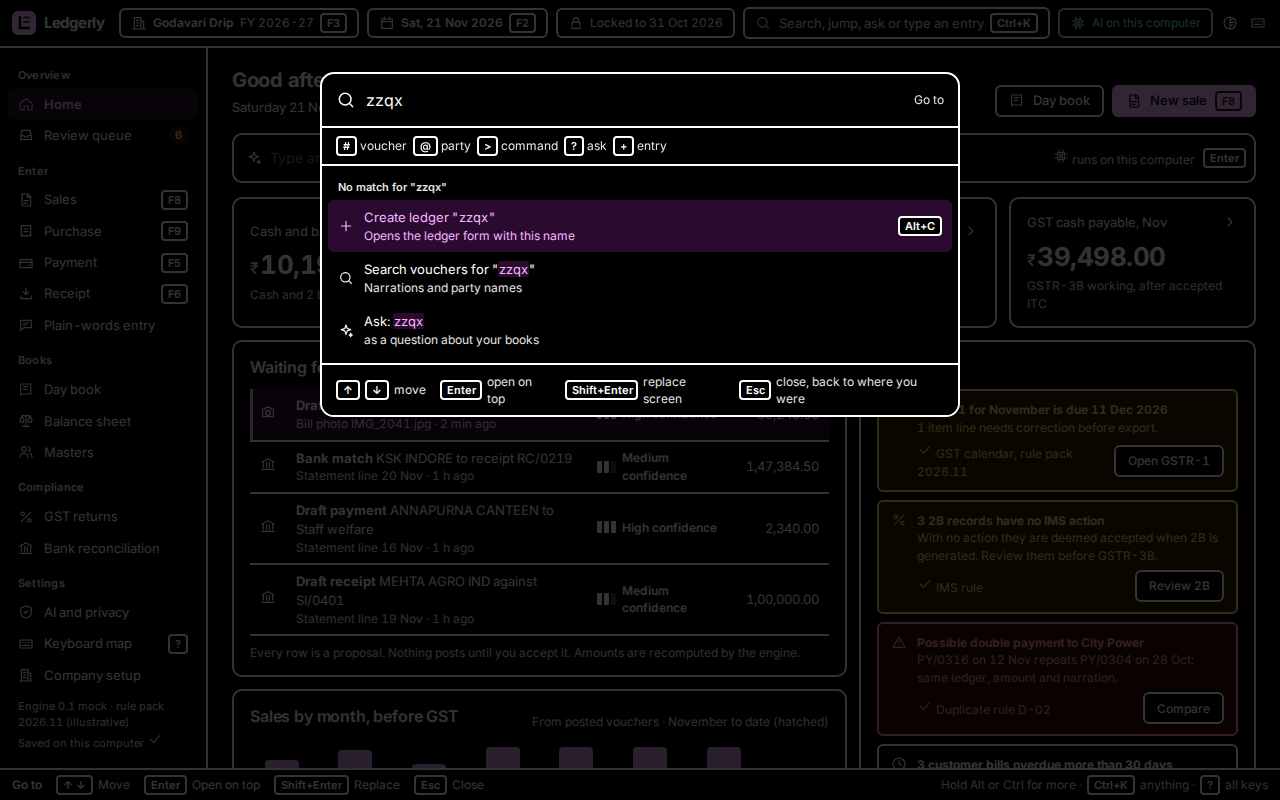 Ledgerly
Godavari Drip FY 2026-27 F3
Sat, 21 Nov 2026 F2
Locked to 31 Oct 2026
Search, jump, ask or type an entry Ctrl+K
AI on this computer
Overview
Home
Review queue 6
Enter
Sales F8
Purchase F9
Payment F5
Receipt F6
Plain-words entry
Books
Day book
Balance sheet
Masters
Compliance
GST returns
Bank reconciliation
Settings
AI and privacy
Keyboard map ?
Company setup
Engine 0.1 mock · rule pack
2026.11 (illustrative)
Saved on this computer
Good afte
Saturday 21 N
Day book
New sale F8
Type an
runs on this computer Enter
zzqx
Go to
# voucher @ party > command ? ask + entry
No match for "zzqx"
Create ledger "zzqx"
Opens the ledger form with this name
Alt+C
Search vouchers for "zzqx"
Narrations and party names
Ask: zzqx
as a question about your books
↑ ↓ move
Enter open on
top
Shift+Enter replace
screen
Esc close, back to where you
were
Cash and b
₹10,19
Cash and 2 b
GST cash payable, Nov
₹39,498.00
GSTR-3B working, after accepted
ITC
Waiting fo
Bill photo IMG_2041.jpg · 2 min ago
Bank match KSK INDORE to receipt RC/0219
Statement line 20 Nov · 1 h ago
Medium
confidence
1,47,384.50
Draft payment ANNAPURNA CANTEEN to
Staff welfare
Statement line 16 Nov · 1 h ago
High confidence
2,340.00
Draft receipt MEHTA AGRO IND against
SI/0401
Statement line 19 Nov · 1 h ago
Medium
confidence
1,00,000.00
Every row is a proposal. Nothing posts until you accept it. Amounts are recomputed by the engine.
Sales by month, before GST
From posted vouchers · November to date (hatched)
1 for November is due 11 Dec 2026
1 item line needs correction before export.
GST calendar, rule pack
2026.11
Open GSTR-1
3 2B records have no IMS action
With no action they are deemed accepted when 2B is
generated. Review them before GSTR-3B.
IMS rule
Review 2B
Possible double payment to City Power
PY/0316 on 12 Nov repeats PY/0304 on 28 Oct:
same ledger, amount and narration.
Duplicate rule D-02
Compare
3 customer bills overdue more than 30 days
Go to ↑ ↓ Move Enter Open on top Shift+Enter Replace Esc Close
Hold Alt or Ctrl for more · Ctrl+K anything · ? all keys